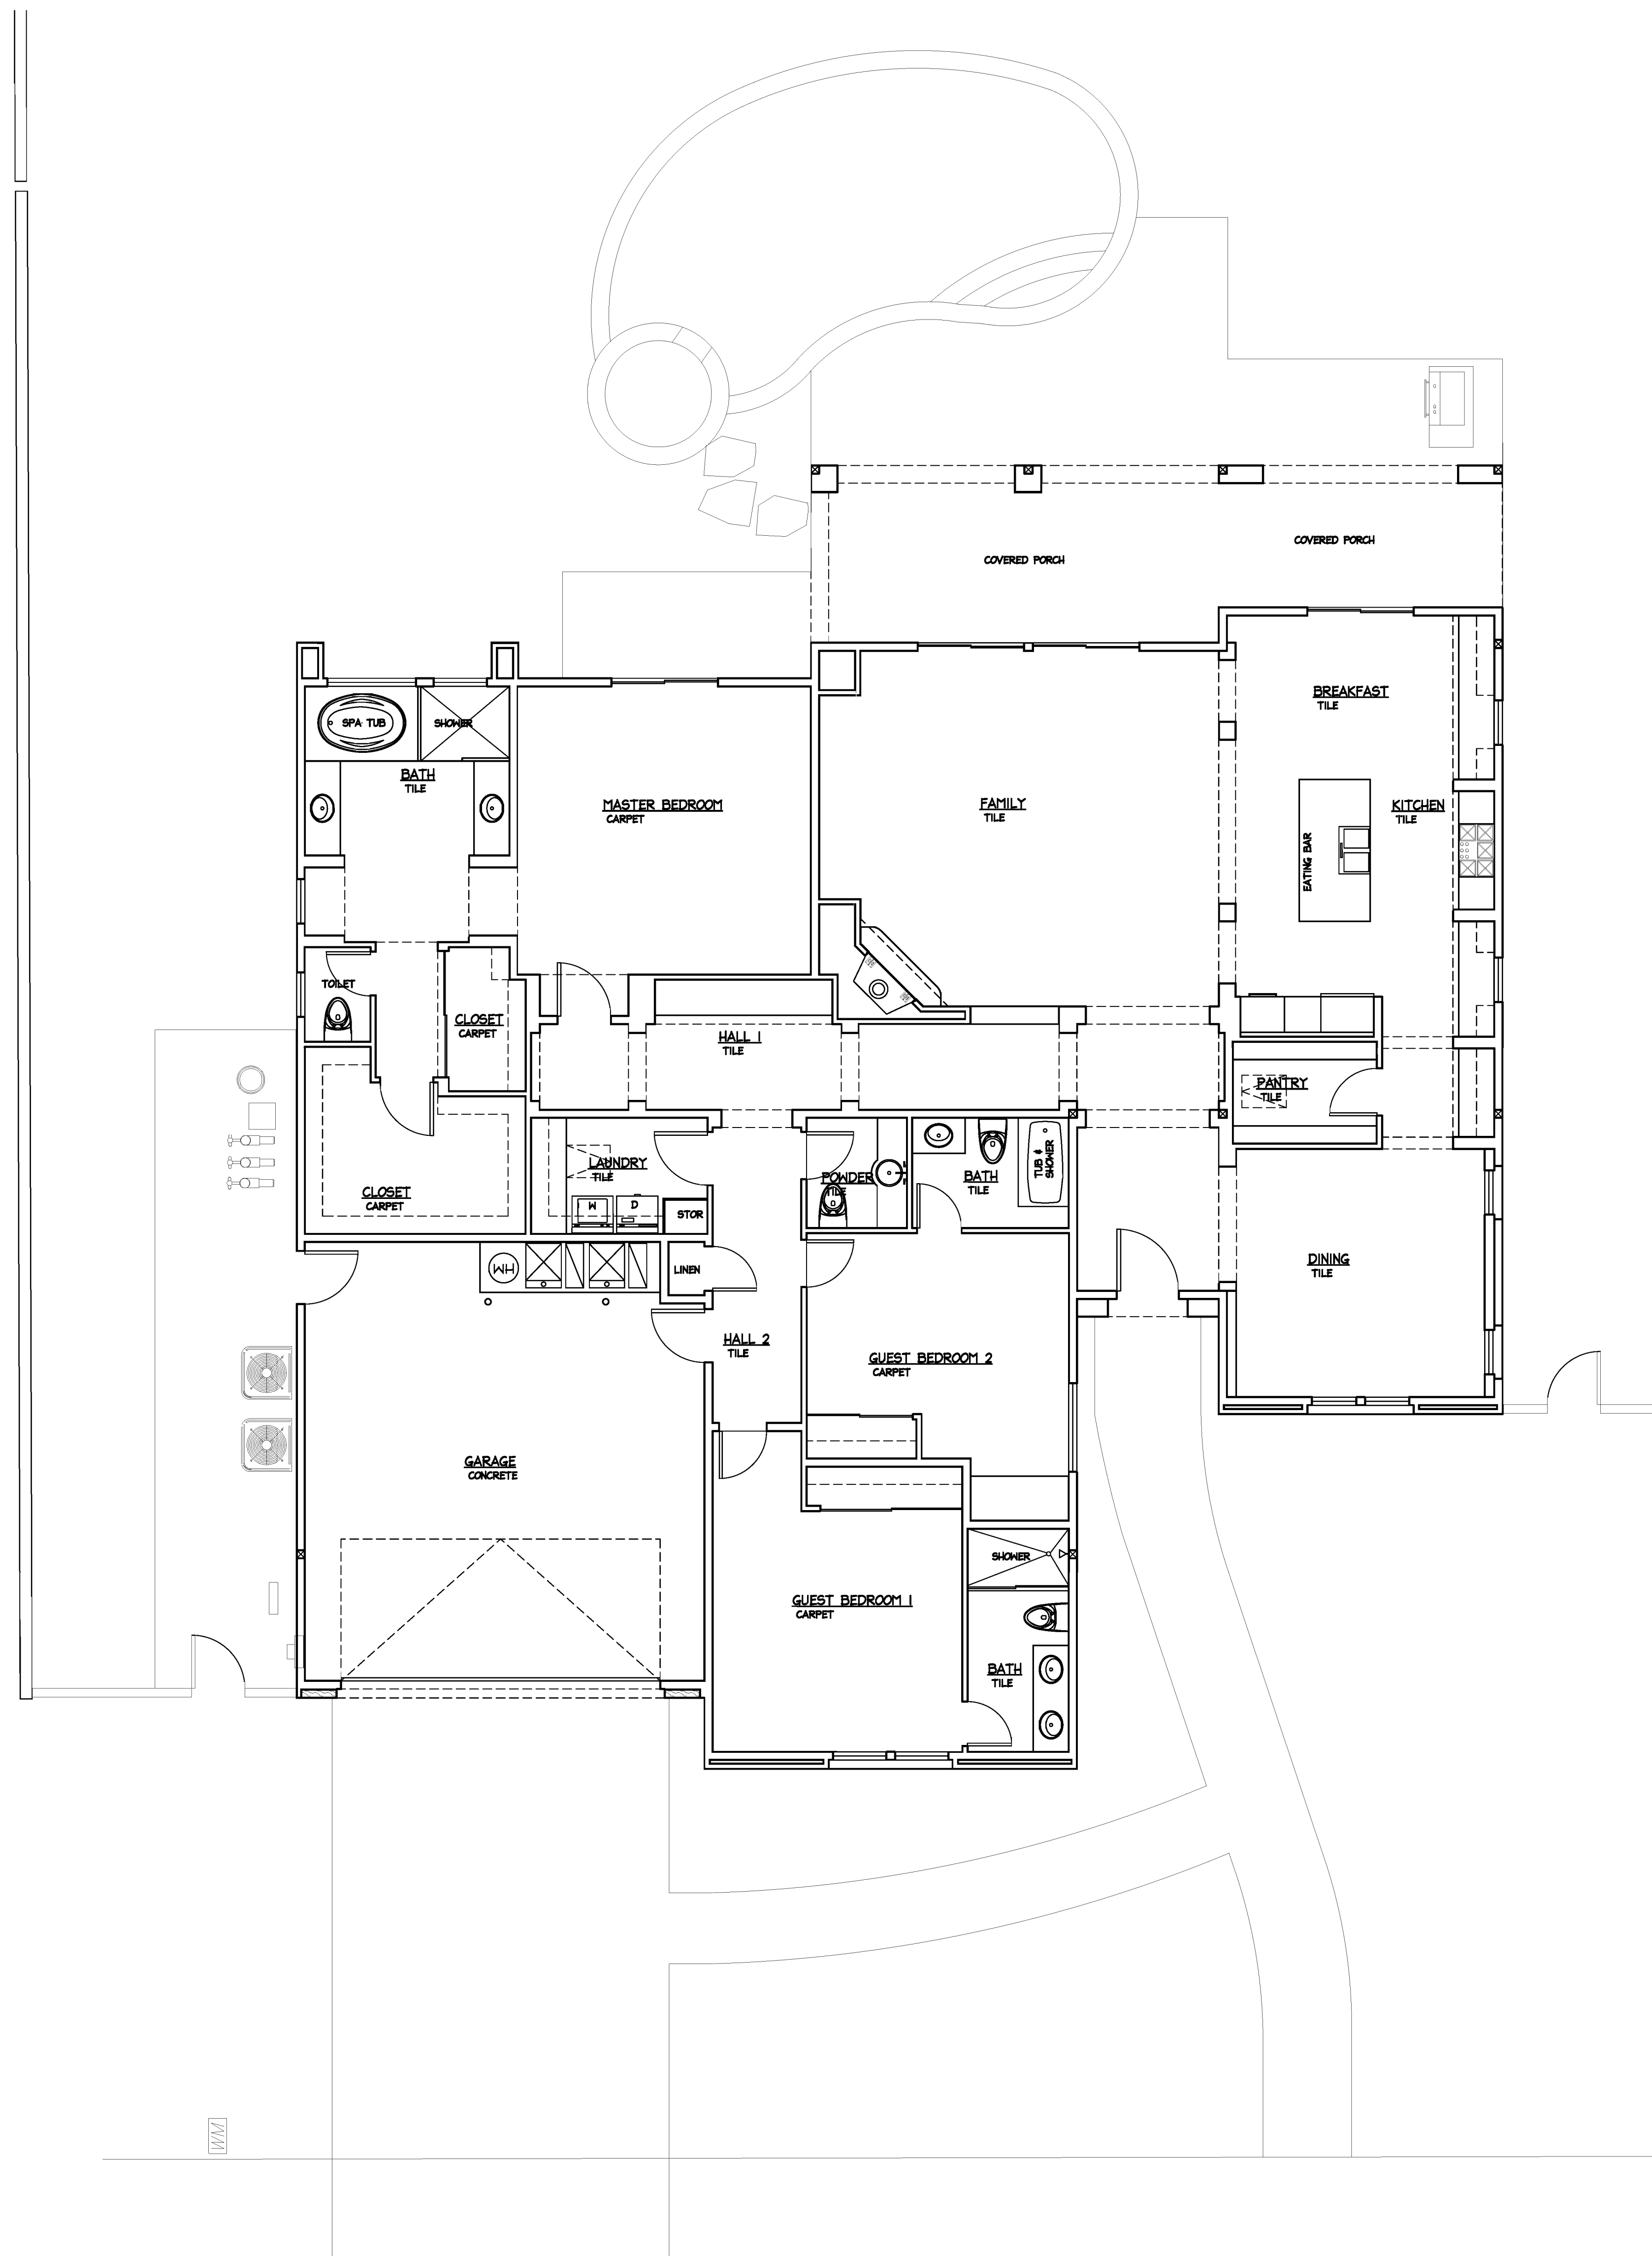 COVERED PORCH
COVERED PORCH
BREAKFAST
TILE
SPA TUB
SHOWER
BATH
TILE
MASTER BEDROOM
CARPET
FAMILY
TILE
KITCHEN
TILE
EATING BAR
TOILET
CLOSET
CARPET
HALL 1
TILE
PANTRY
TILE
LAUNDRY
TILE
POWDER
TILE
BATH
TILE
TUB &
SHOWER
CLOSET
CARPET
W
D
STOR
WH
LINEN
DINING
TILE
HALL 2
TILE
GUEST BEDROOM 2
CARPET
GARAGE
CONCRETE
SHOWER
GUEST BEDROOM 1
CARPET
BATH
TILE
WM